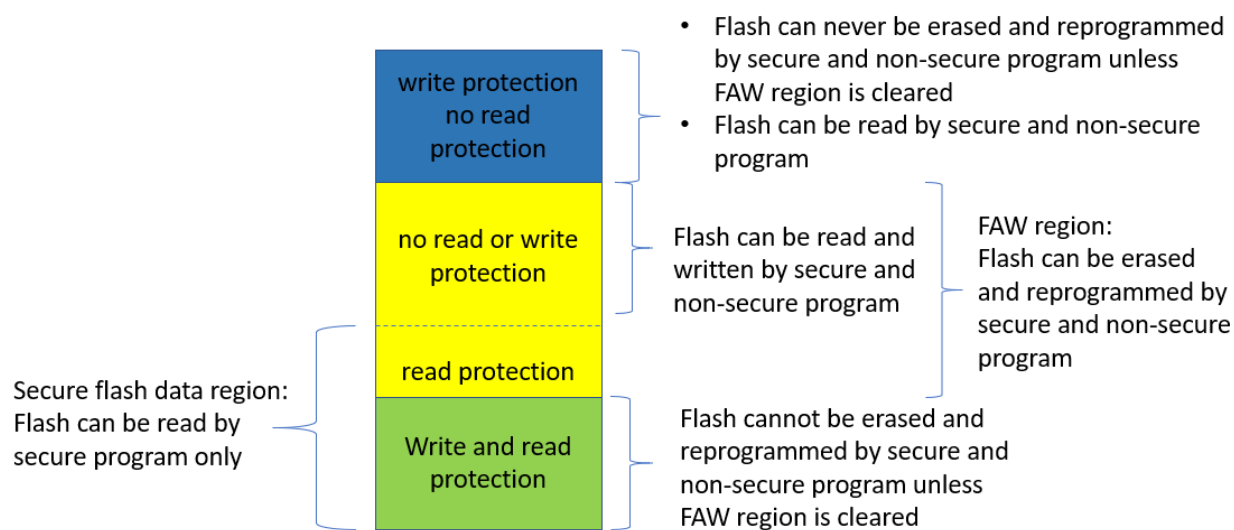 • Flash can never be erased and reprogrammed
by secure and non-secure program unless
FAW region is cleared
• Flash can be read by secure and non-secure
program
write protection
no read
protection
no read or write
protection
Flash can be read and
written by secure and
non-secure program
FAW region:
Flash can be erased
and reprogrammed by
secure and non-secure
program
read protection
Secure flash data region:
Flash can be read by
secure program only
Write and read
protection
Flash cannot be erased and
reprogrammed by secure and
non-secure program unless
FAW region is cleared